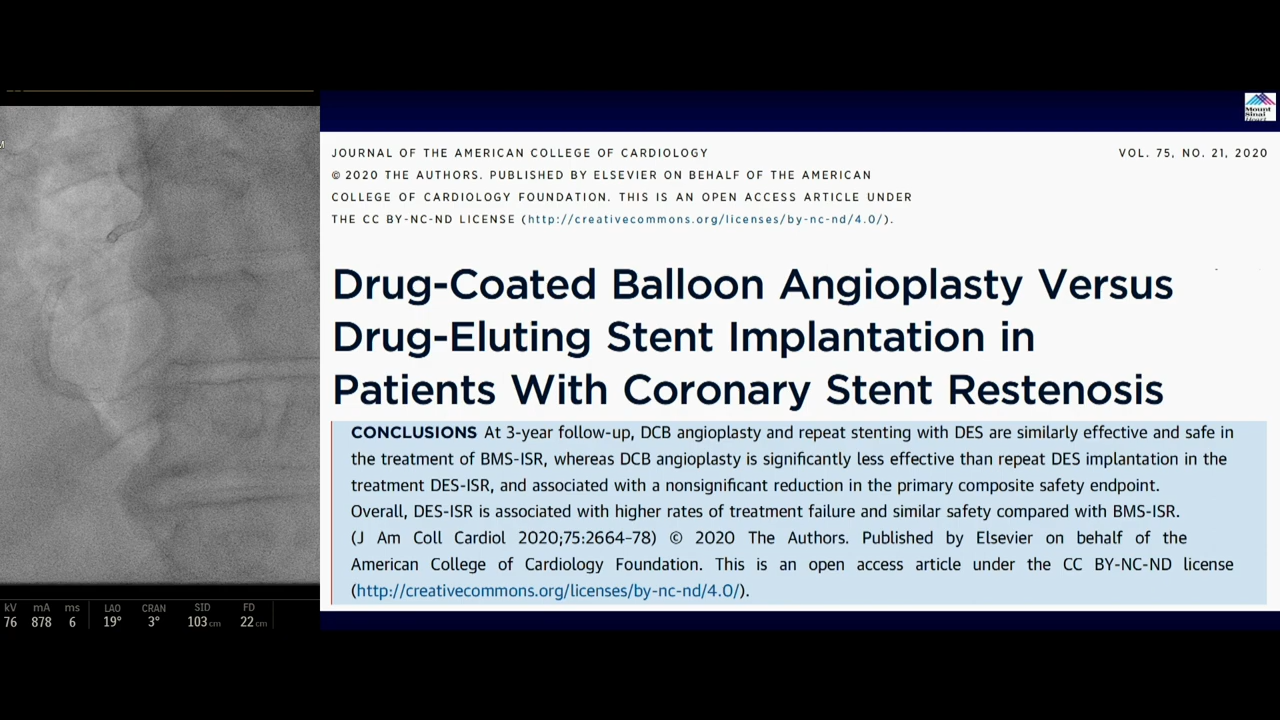 Mount
Sinai
Heart
JOURNAL OF THE AMERICAN COLLEGE OF CARDIOLOGY
VOL. 75, NO. 21, 2020
© 2020 THE AUTHORS. PUBLISHED BY ELSEVIER ON BEHALF OF THE AMERICAN
COLLEGE OF CARDIOLOGY FOUNDATION. THIS IS AN OPEN ACCESS ARTICLE UNDER
THE CC BY-NC-ND LICENSE (http://creativecommons.org/licenses/by-nc-nd/4.0/).
Drug-Coated Balloon Angioplasty Versus
Drug-Eluting Stent Implantation in
Patients With Coronary Stent Restenosis
CONCLUSIONS At 3-year follow-up, DCB angioplasty and repeat stenting with DES are similarly effective and safe in
the treatment of BMS-ISR, whereas DCB angioplasty is significantly less effective than repeat DES implantation in the
treatment DES-ISR, and associated with a nonsignificant reduction in the primary composite safety endpoint.
Overall, DES-ISR is associated with higher rates of treatment failure and similar safety compared with BMS-ISR.
(J Am Coll Cardiol 2020;75:2664–78) © 2020 The Authors. Published by Elsevier on behalf of the
American College of Cardiology Foundation. This is an open access article under the CC BY-NC-ND license
(http://creativecommons.org/licenses/by-nc-nd/4.0/).
kV mA ms LAO CRAN SID FD
76 878 6 19° 3° 103 cm 22 cm